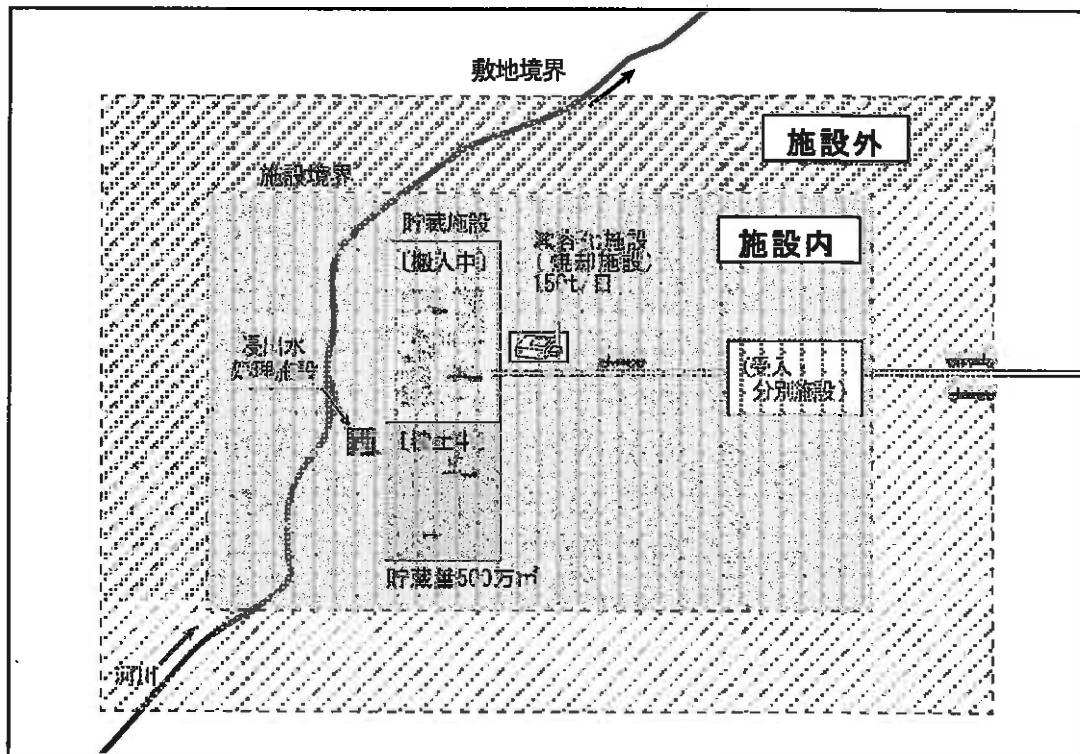 敷地境界
施設外
施設境界
貯蔵施設
〔搬入中〕
減容化施設
(焼却施設)
150t/日
施設内
浸出水
処理施設
(受入・
分別施設)
貯蔵量500万㎥
河川